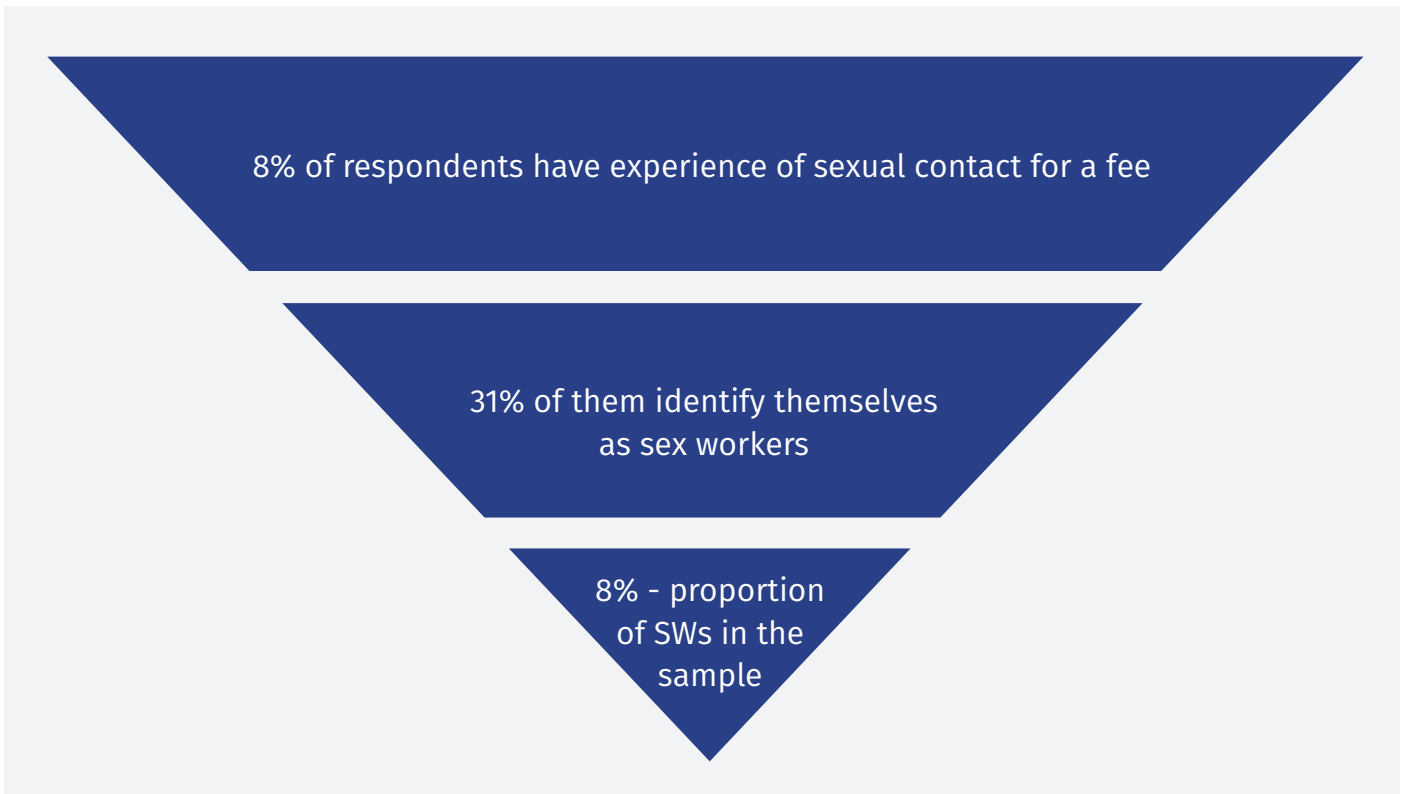 8% of respondents have experience of sexual contact for a fee
31% of them identify themselves
as sex workers
8% - proportion
of SWs in the
sample